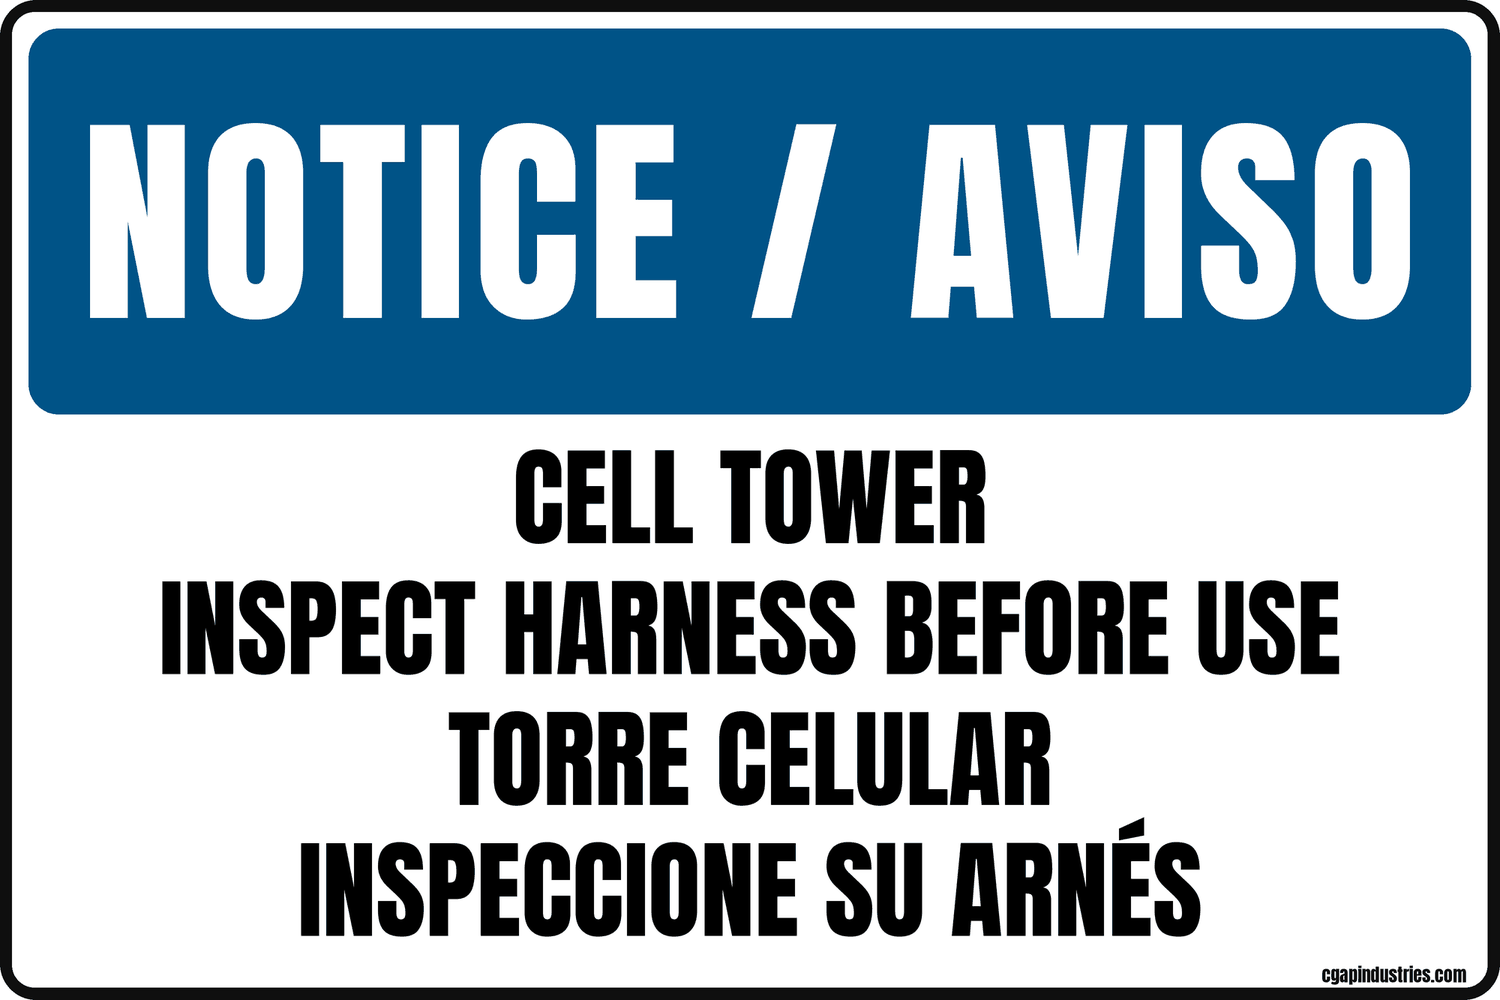 NOTICE / AVISO
CELL TOWER
INSPECT HARNESS BEFORE USE
TORRE CELULAR
INSPECCIONE SU ARNÉS
cgapindustries.com